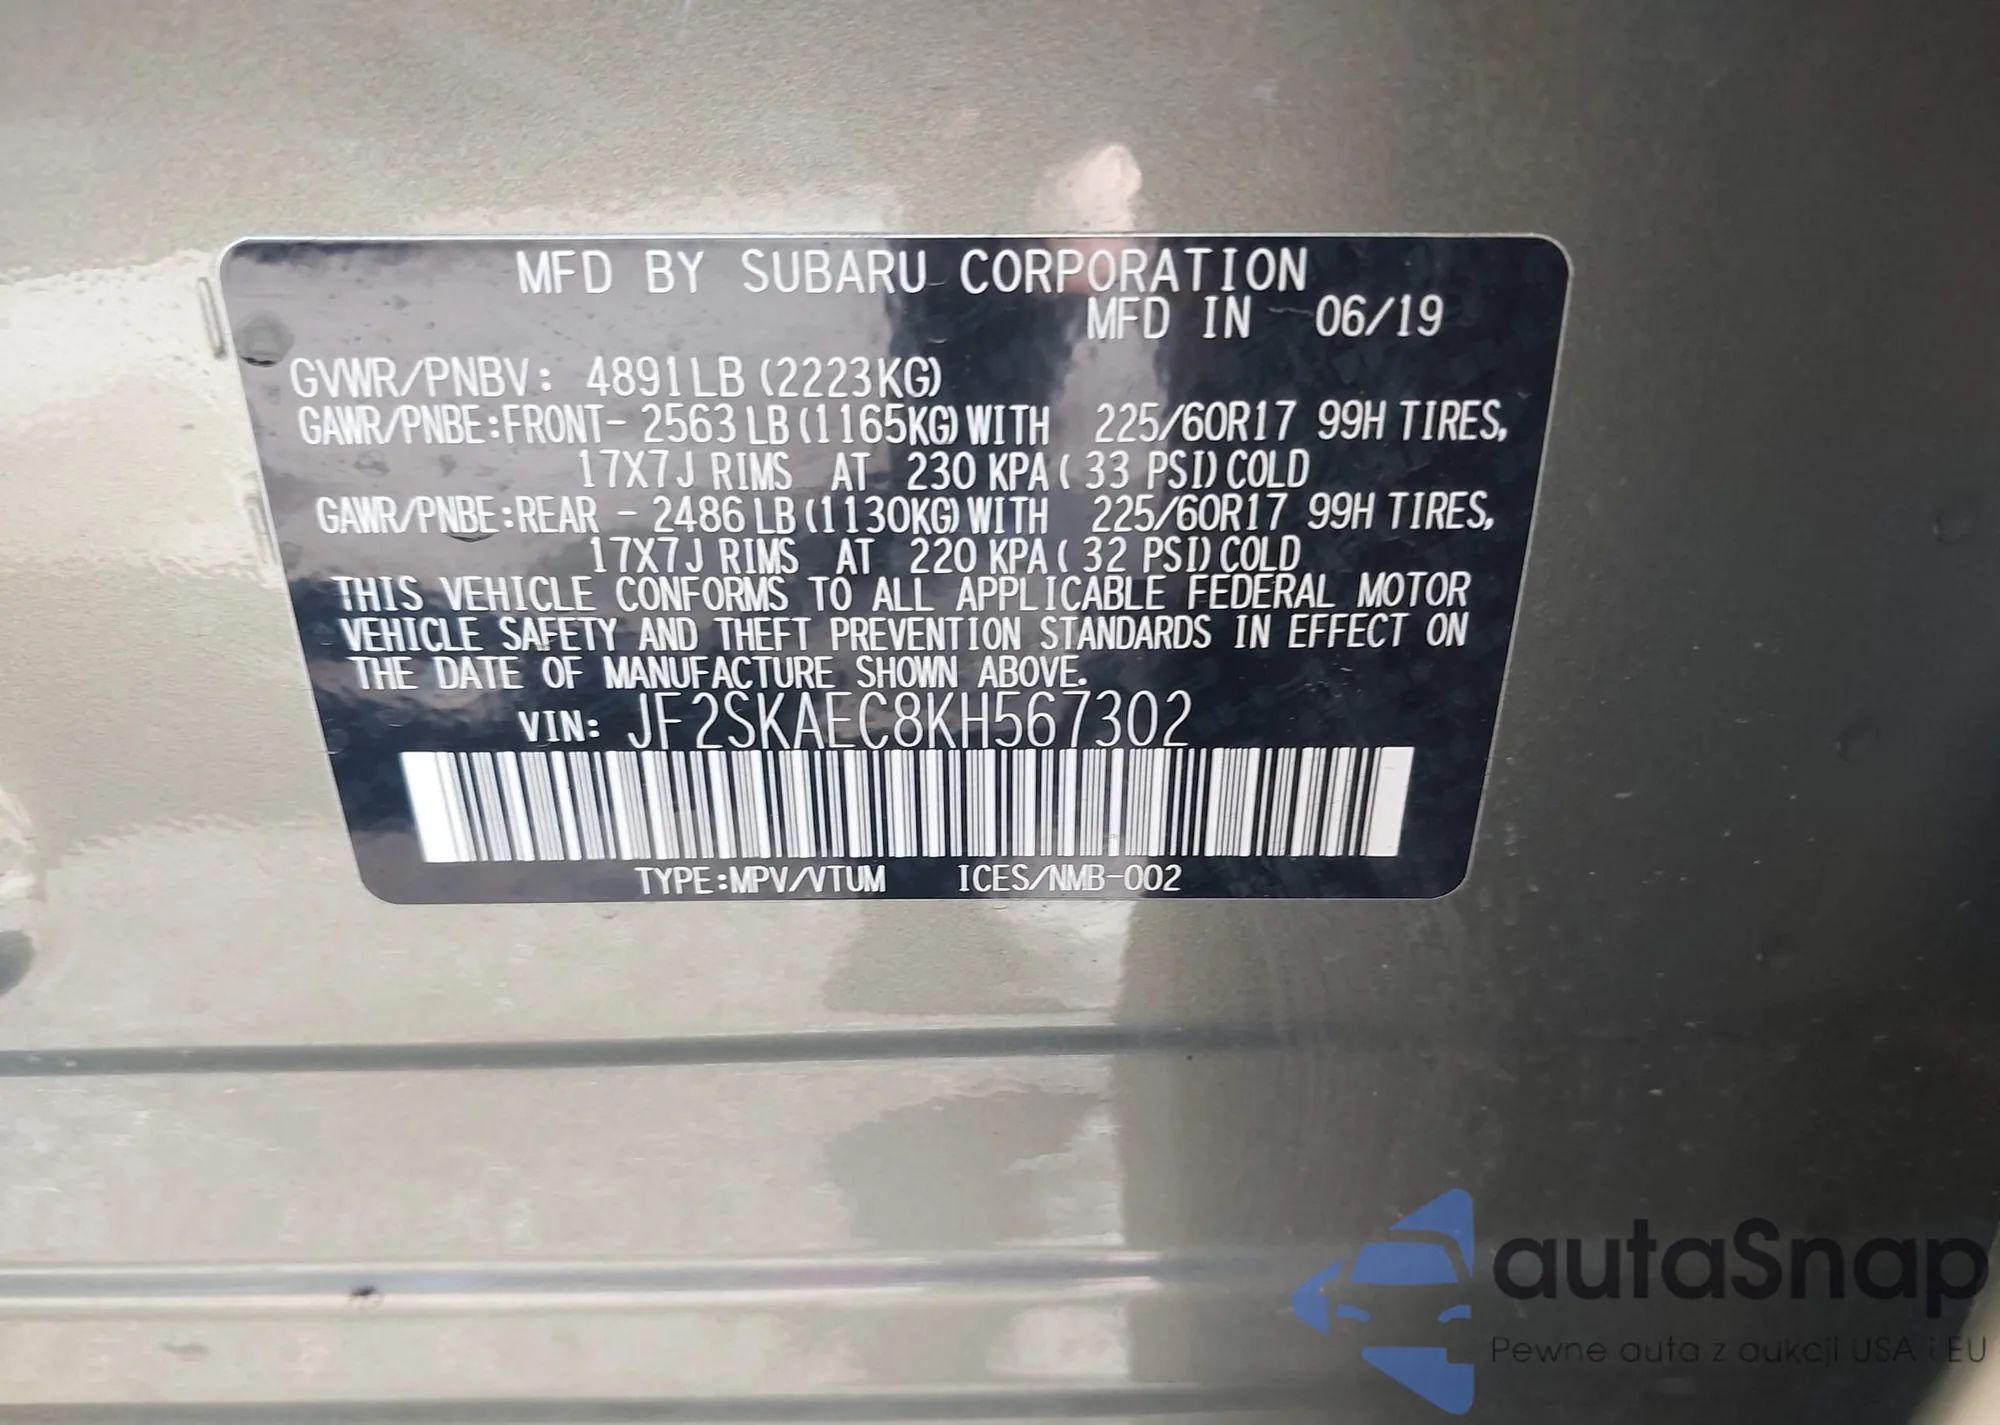 MFD BY SUBARU CORPORATION
MFD IN 06/19
GVWR/PNBV: 4891LB (2223KG)
GAWR/PNBE:FRONT- 2563 LB (1165KG) WITH 225/60R17 99H TIRES,
17X7J RIMS AT 230 KPA ( 33 PSI) COLD
GAWR/PNBE:REAR - 2486 LB (1130KG) WITH 225/60R17 99H TIRES,
17X7J RIMS AT 220 KPA ( 32 PSI) COLD
THIS VEHICLE CONFORMS TO ALL APPLICABLE FEDERAL MOTOR
VEHICLE SAFETY AND THEFT PREVENTION STANDARDS IN EFFECT ON
THE DATE OF MANUFACTURE SHOWN ABOVE.
VIN: JF2SKAEC8KH567302
TYPE:MPV/VTUM ICES/NMB-002
autaSnap
Pewne auta z aukcji USA i EU